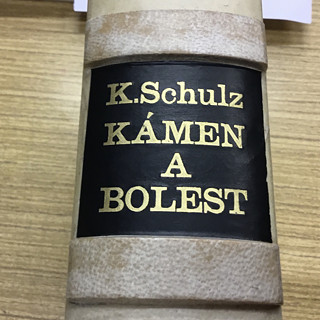 K.Schulz
KÁMEN
A
BOLEST